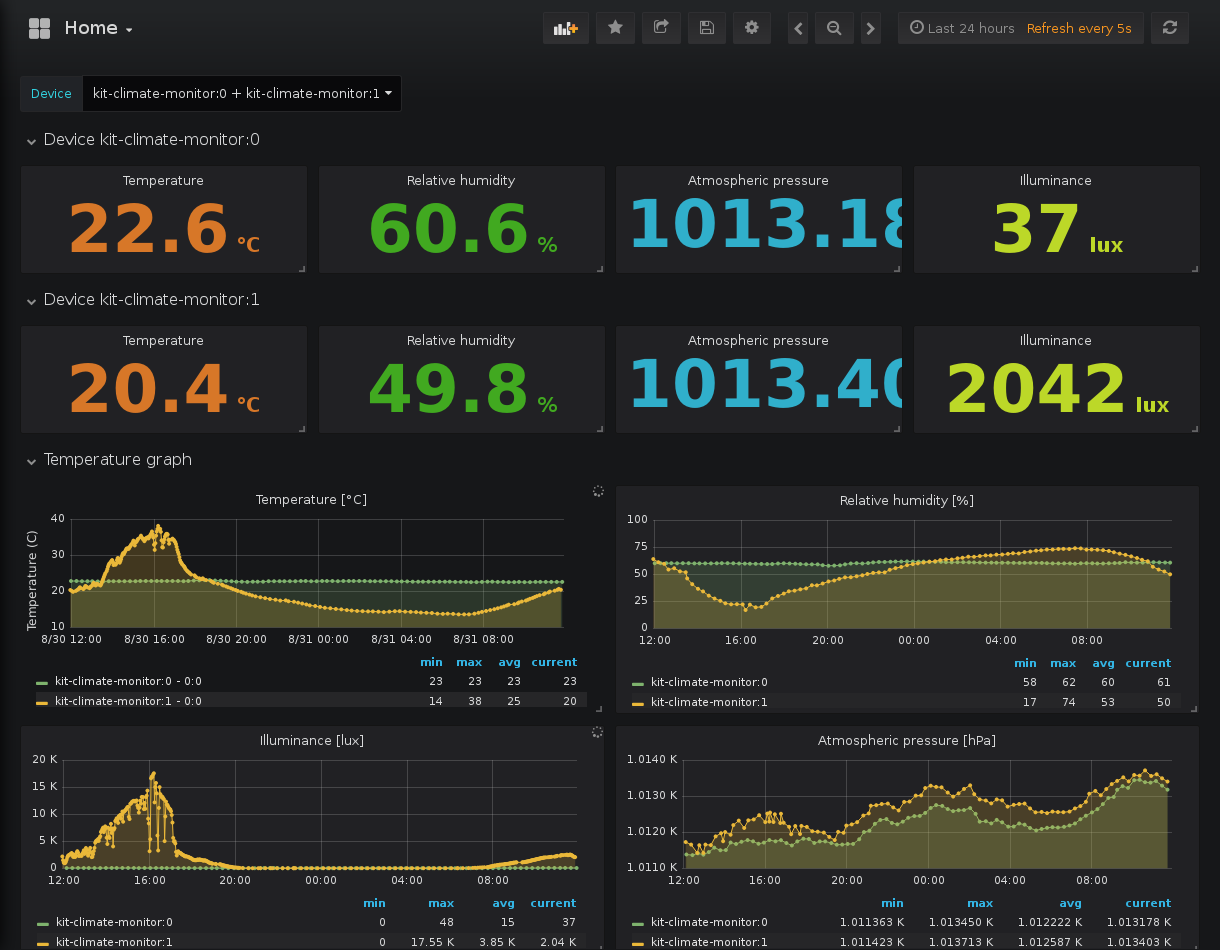 Home
Last 24 hours Refresh every 5s
Device kit-climate-monitor:0 + kit-climate-monitor:1
Device kit-climate-monitor:0
Temperature Relative humidity Atmospheric pressure Illuminance
22.6 °C 60.6 % 1013.18 37 lux
Device kit-climate-monitor:1
Temperature Relative humidity Atmospheric pressure Illuminance
20.4 °C 49.8 % 1013.40 2042 lux
Temperature graph
Temperature [°C]
Temperature (C)
40
30
20
10
8/30 12:00 8/30 16:00 8/30 20:00 8/31 00:00 8/31 04:00 8/31 08:00
min max avg current
kit-climate-monitor:0 - 0:0 23 23 23 23
kit-climate-monitor:1 - 0:0 14 38 25 20
Relative humidity [%]
100
75
50
25
0
12:00 16:00 20:00 00:00 04:00 08:00
min max avg current
kit-climate-monitor:0 58 62 60 61
kit-climate-monitor:1 17 74 53 50
Illuminance [lux]
20 K
15 K
10 K
5 K
0
12:00 16:00 20:00 00:00 04:00 08:00
min max avg current
kit-climate-monitor:0 0 48 15 37
kit-climate-monitor:1 0 17.55 K 3.85 K 2.04 K
Atmospheric pressure [hPa]
1.0140 K
1.0130 K
1.0120 K
1.0110 K
12:00 16:00 20:00 00:00 04:00 08:00
min max avg current
kit-climate-monitor:0 1.011363 K 1.013450 K 1.012222 K 1.013178 K
kit-climate-monitor:1 1.011423 K 1.013713 K 1.012587 K 1.013403 K